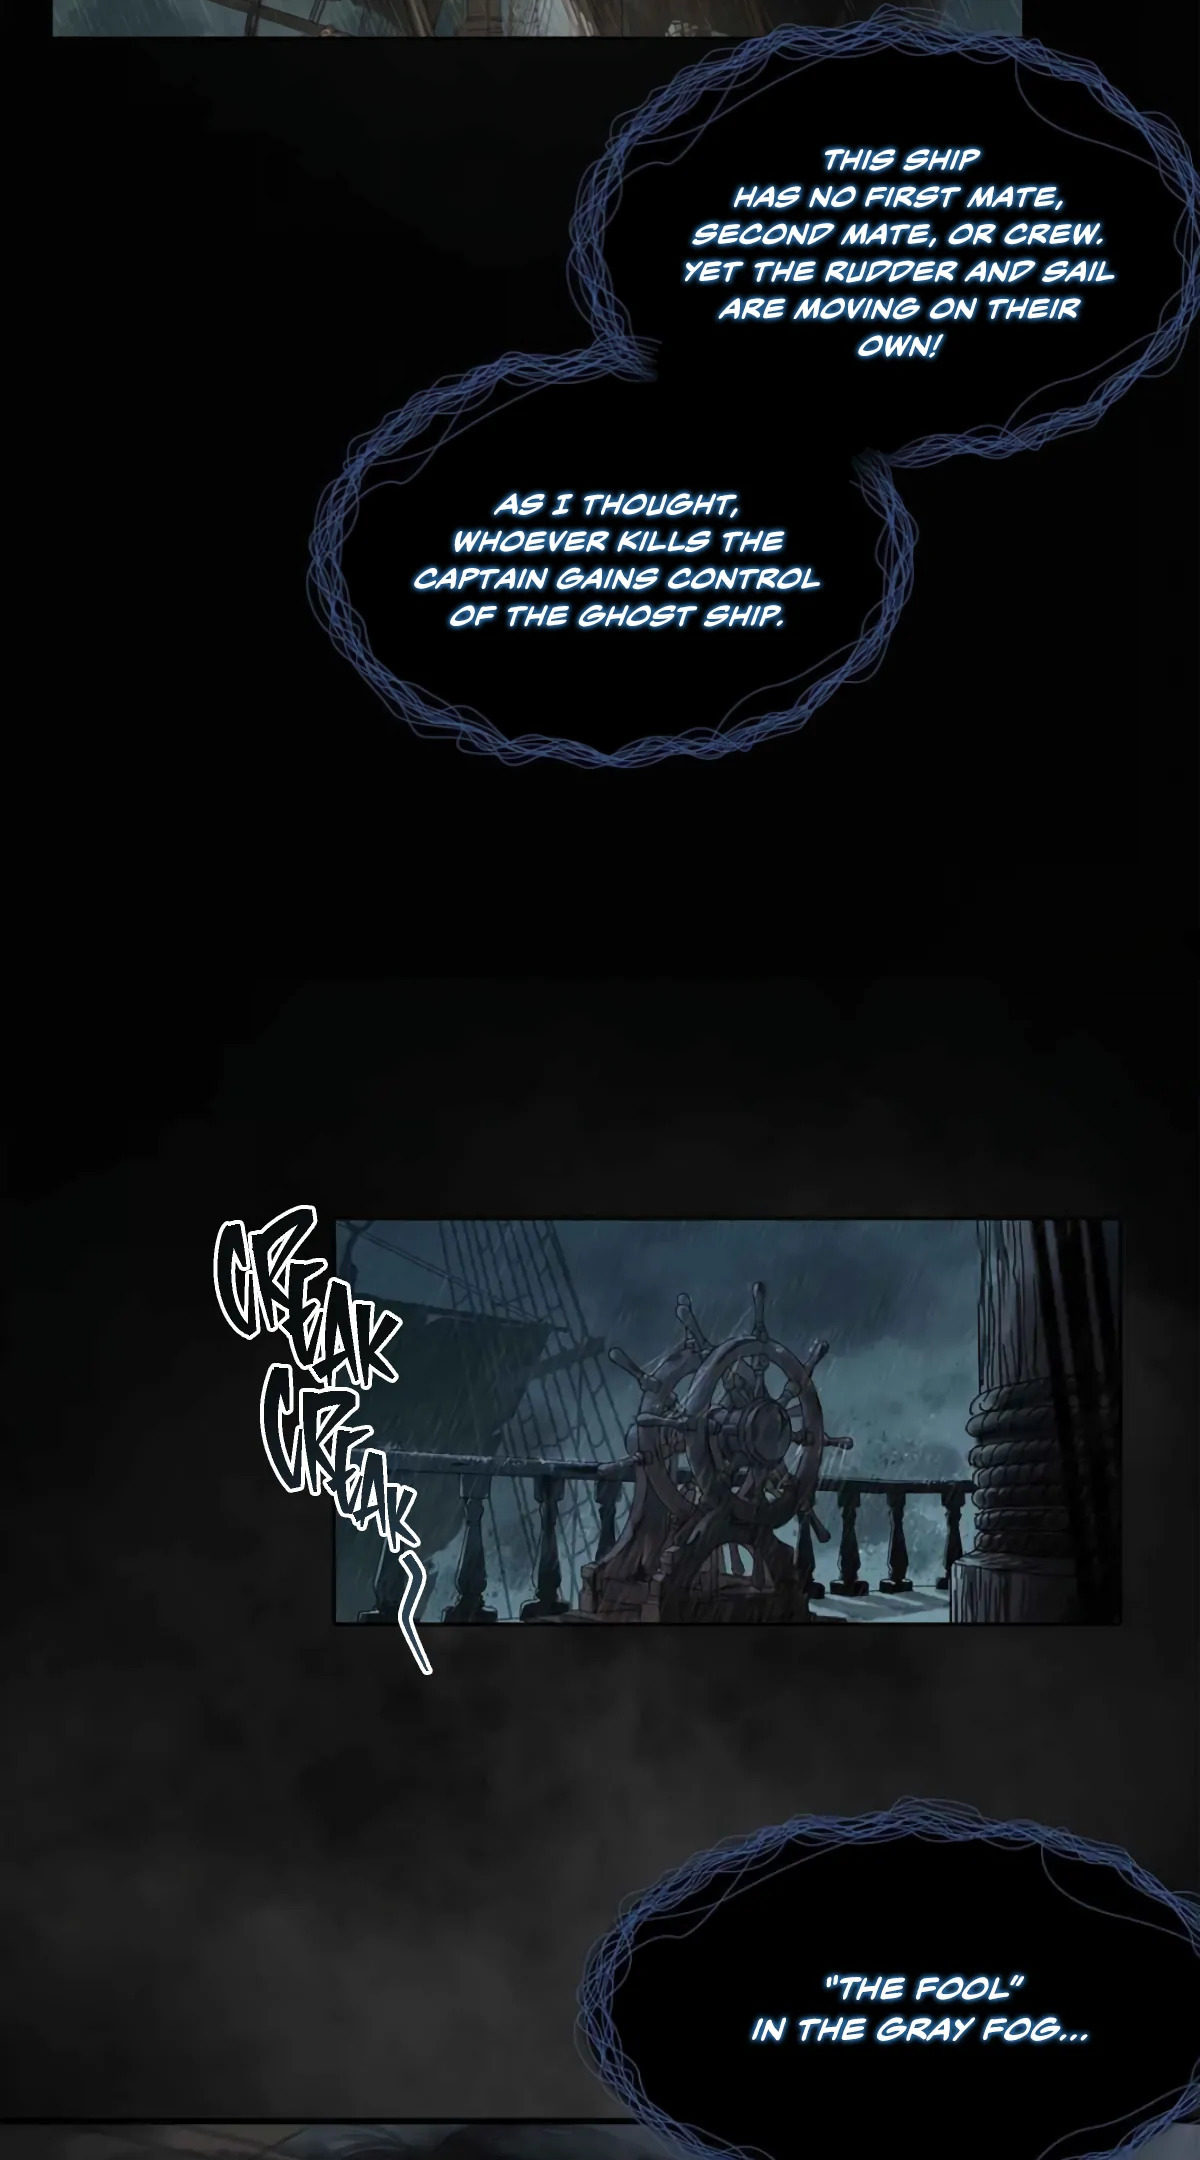 THIS SHIP
HAS NO FIRST MATE,
SECOND MATE, OR CREW.
YET THE RUDDER AND SAIL
ARE MOVING ON THEIR
OWN!
AS I THOUGHT,
WHOEVER KILLS THE
CAPTAIN GAINS CONTROL
OF THE GHOST SHIP.
CREAK
CREAK
"THE FOOL"
IN THE GRAY FOG...